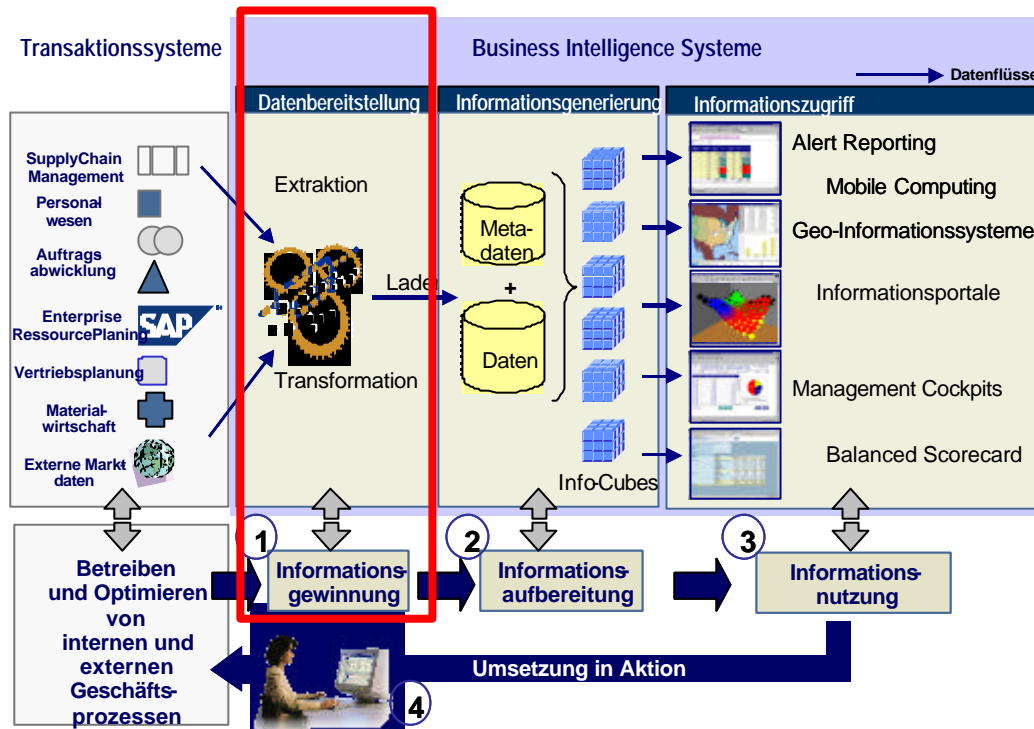 Transaktionssysteme
Business Intelligence Systeme
Datenflüsse
Datenbereitstellung
Informationsgenerierung
Informationszugriff
SupplyChain
Management
Personal
wesen
Auftrags
abwicklung
Enterprise
RessourcePlaning
SAP
Vertriebsplanung
Material-
wirtschaft
Externe Markt
daten
Extraktion
Laden
Transformation
Meta-
daten
+
Daten
Info-Cubes
Alert Reporting
Mobile Computing
Geo-Informationssysteme
Informationsportale
Management Cockpits
Balanced Scorecard
Betreiben
und Optimieren
von
internen und
externen
Geschäfts-
prozessen
1
Informations-
gewinnung
2
Informations-
aufbereitung
3
Informations-
nutzung
Umsetzung in Aktion
4